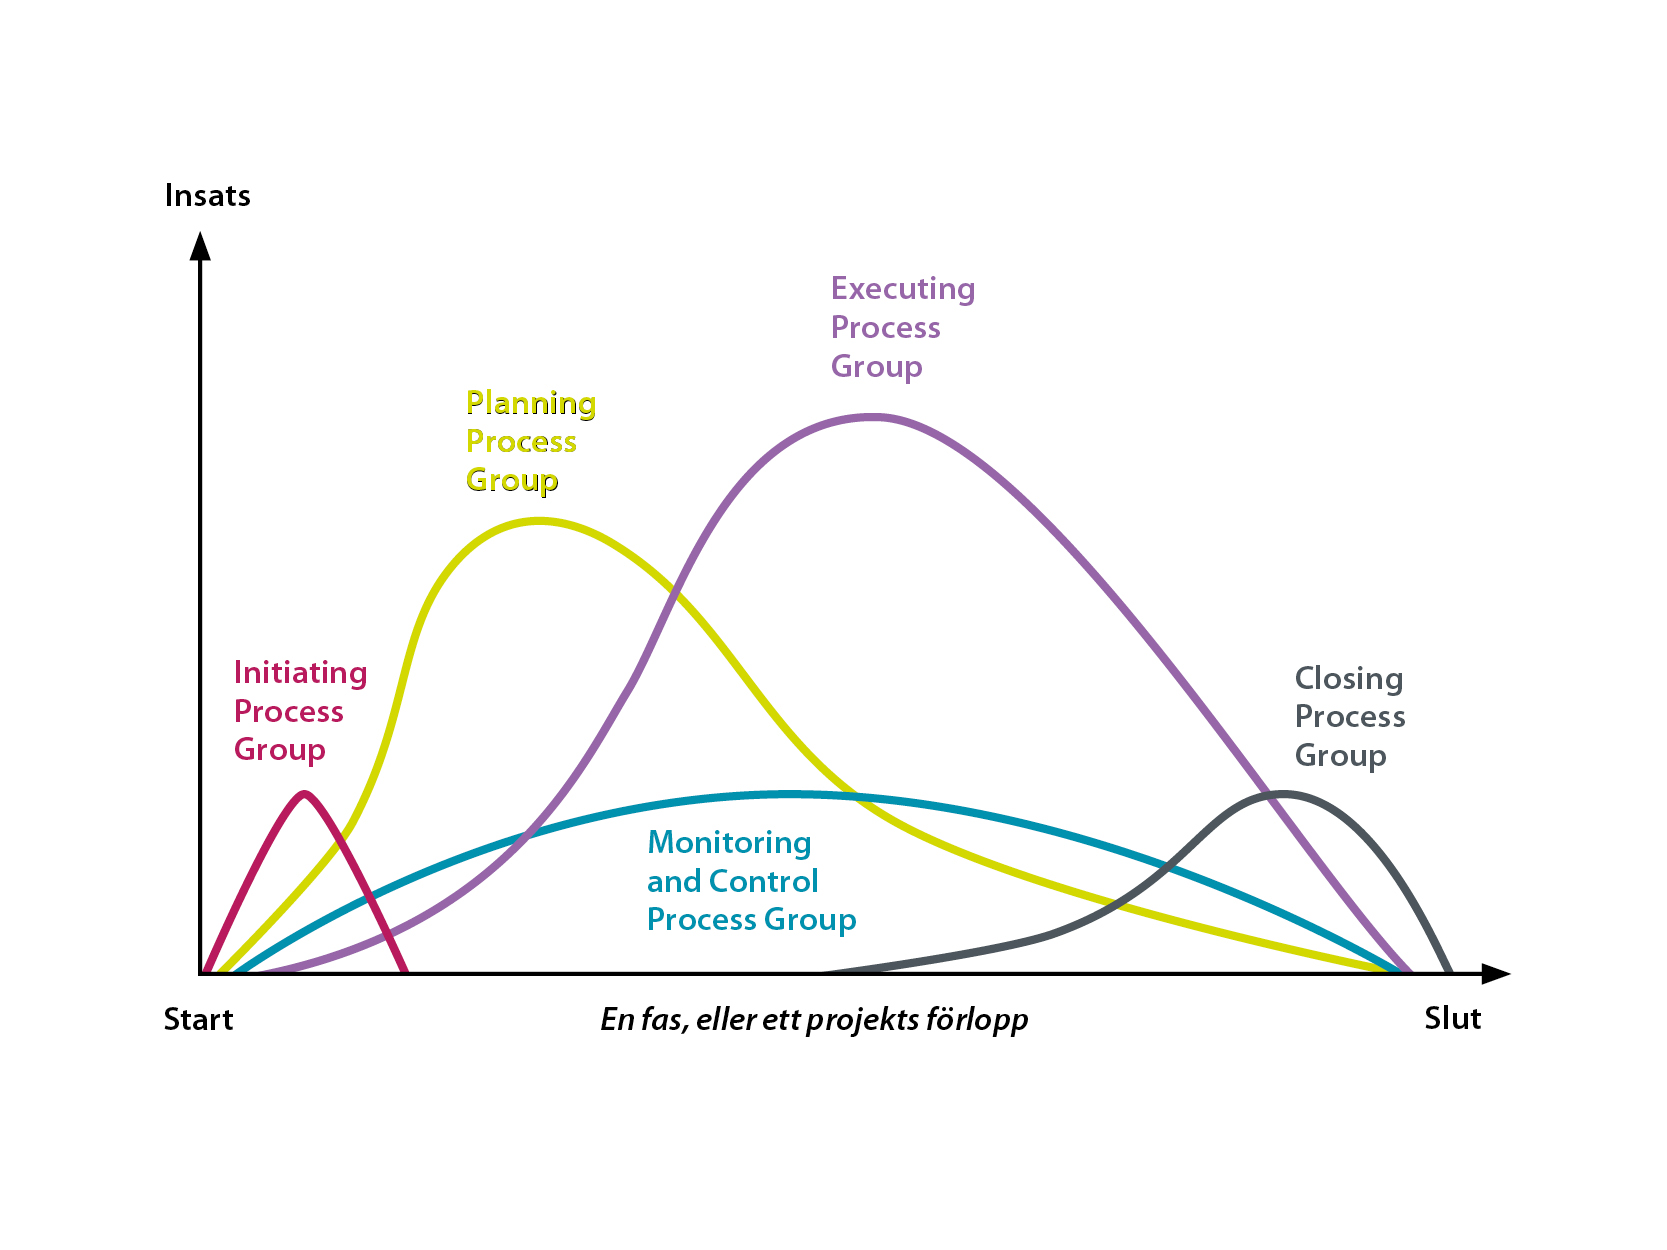 Insats
Executing
Process
Group
Planning
Process
Group
Initiating
Process
Group
Closing
Process
Group
Monitoring
and Control
Process Group
Start
En fas, eller ett projekts förlopp
Slut